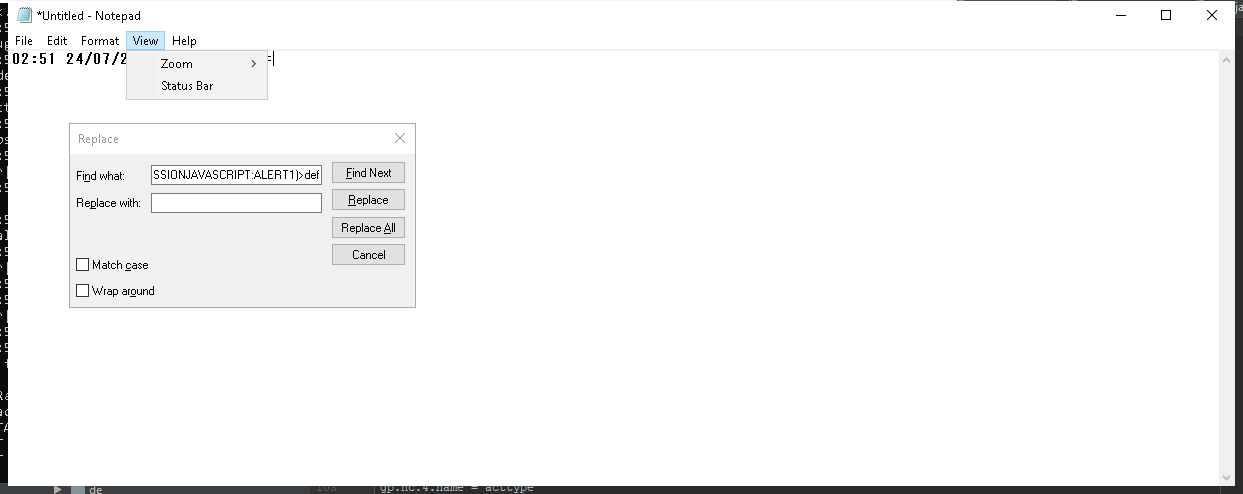 *Untitled - Notepad
File Edit Format View Help
02:51 24/07/2
Zoom
Status Bar
Replace
Find what: SSIONJAVASCRIPT:ALERT1)>def Find Next
Replace with: Replace
Replace All
Cancel
Match case
Wrap around
de
gp.nc.4.name = acttype